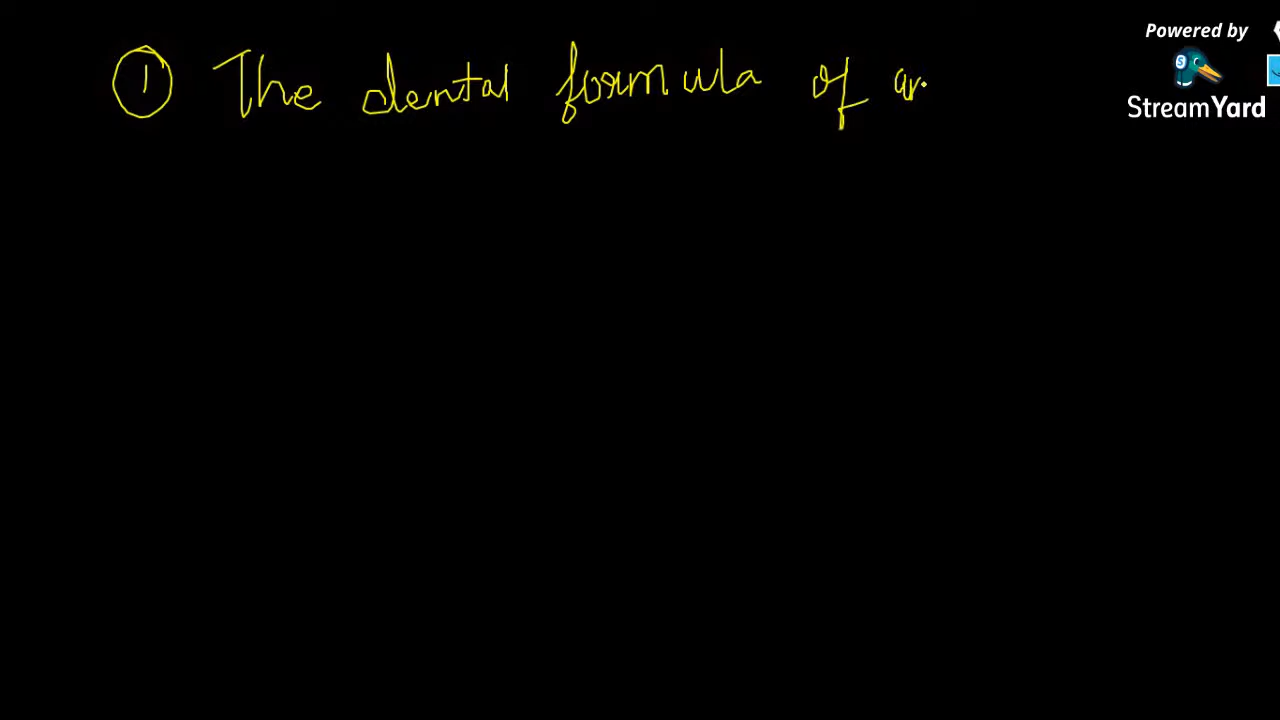 ① The dental formula of
Powered by
StreamYard